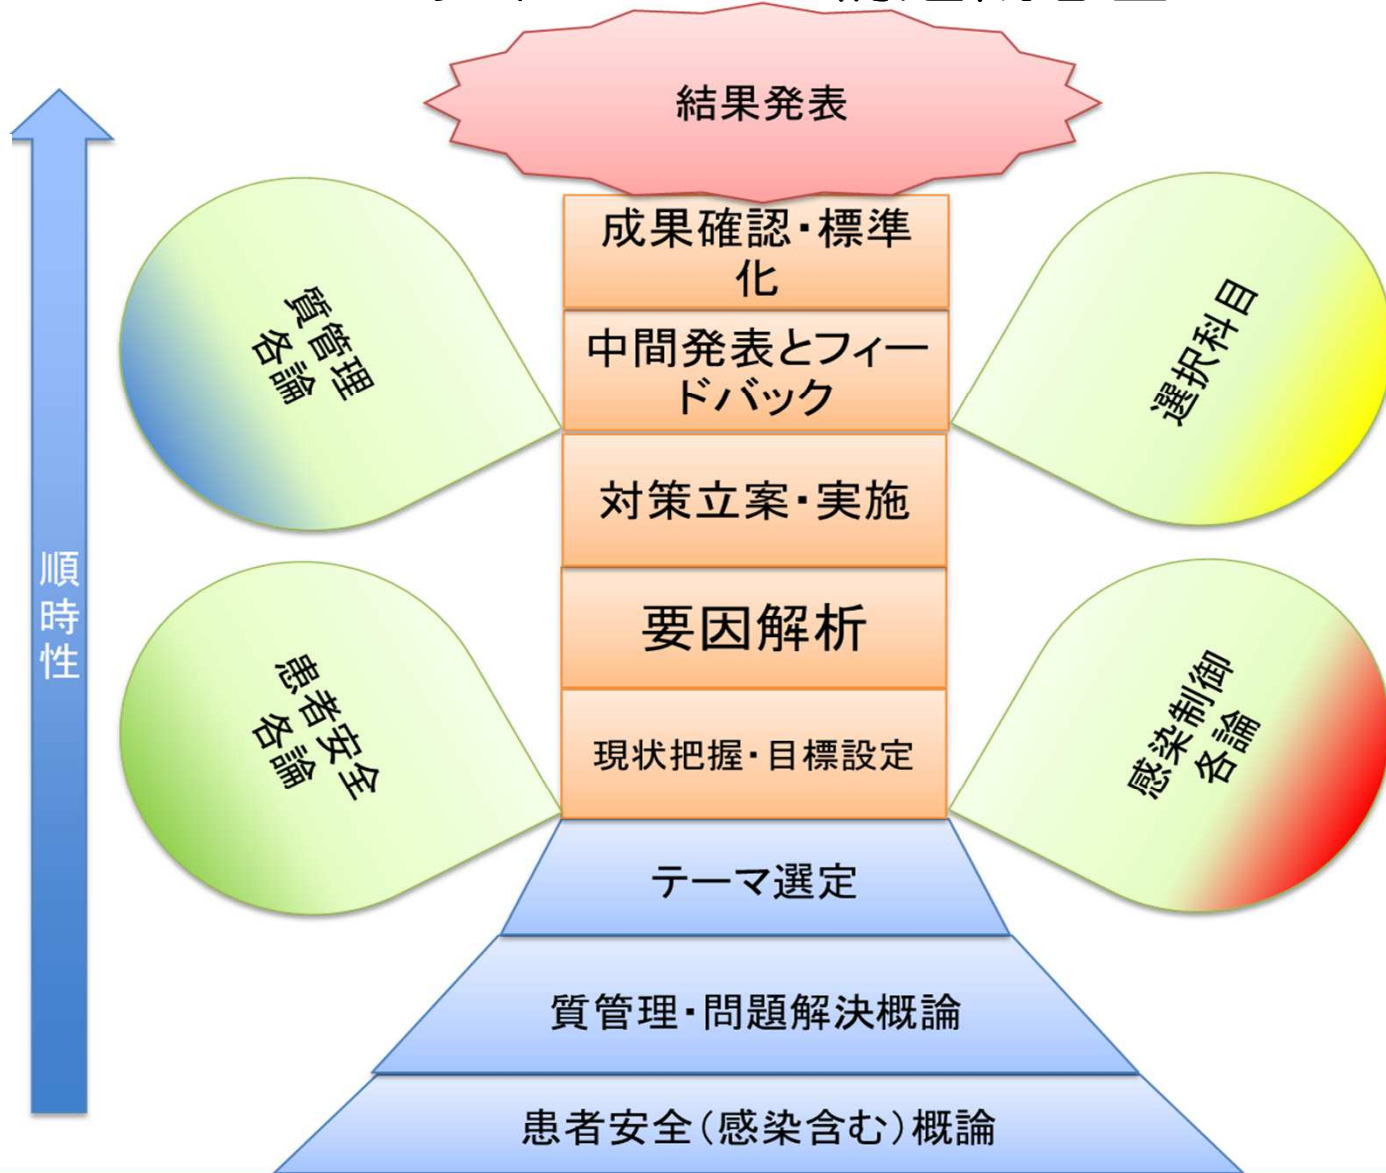 結果発表
成果確認・標準
化
中間発表とフィー
ドバック
対策立案・実施
要因解析
現状把握・目標設定
テーマ選定
質管理・問題解決概論
患者安全（感染含む）概論
順時性
質管理
各論
患者安全
各論
選択科目
感染制御
各論